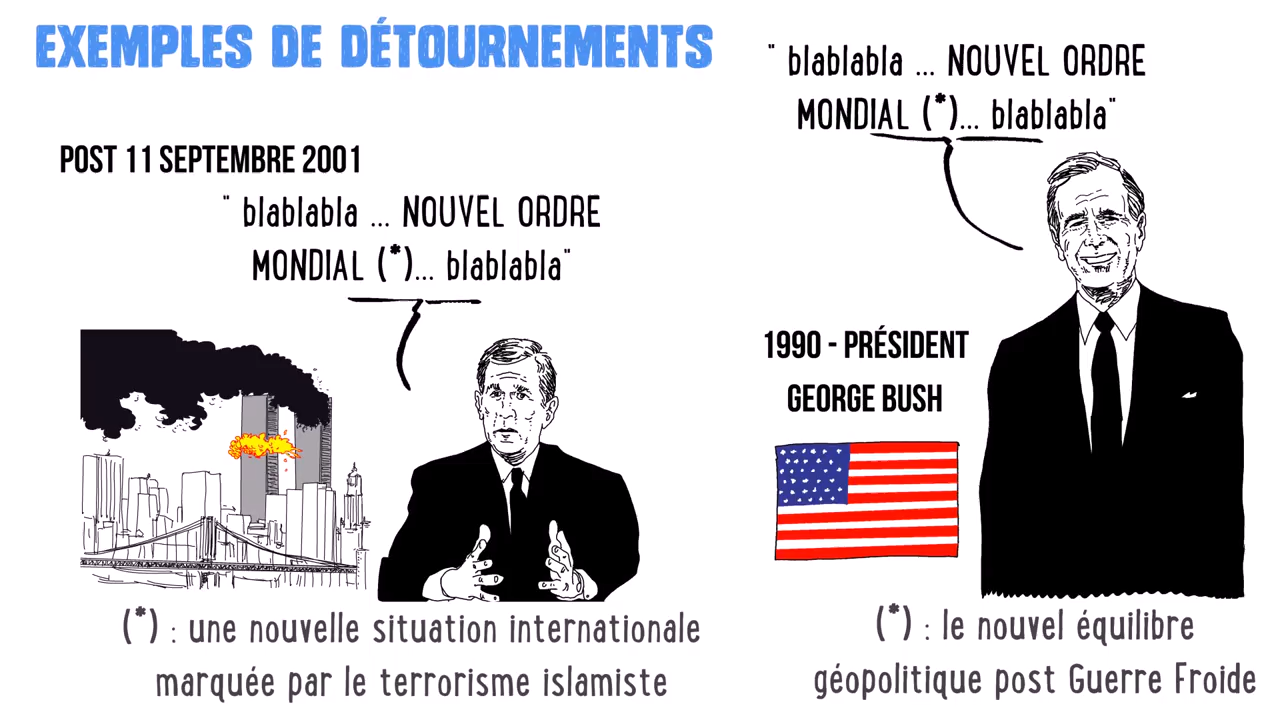 EXEMPLES DE DÉTOURNEMENTS
POST 11 SEPTEMBRE 2001
" blablabla ... NOUVEL ORDRE
MONDIAL (*)... blablabla"
(*) : une nouvelle situation internationale
marquée par le terrorisme islamiste
" blablabla ... NOUVEL ORDRE
MONDIAL (*)... blablabla"
1990 - PRÉSIDENT
GEORGE BUSH
(*) : le nouvel équilibre
géopolitique post Guerre Froide